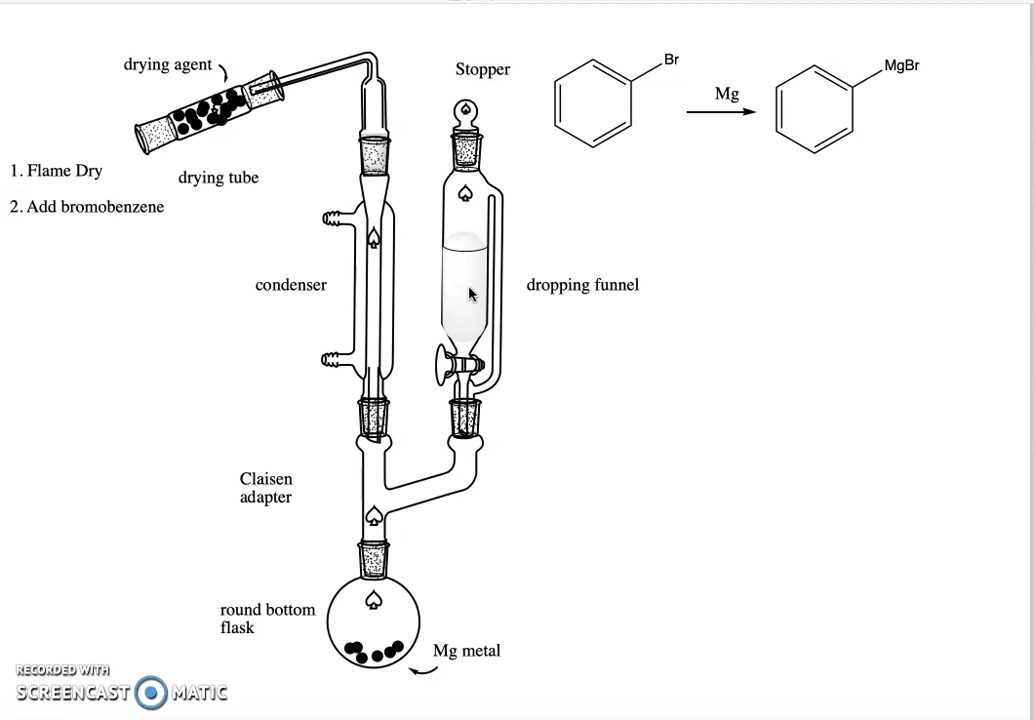 drying agent
Stopper
Br
Mg
MgBr
1. Flame Dry
drying tube
2. Add bromobenzene
condenser
dropping funnel
Claisen
adapter
round bottom
flask
Mg metal
RECORDED WITH
SCREENCAST MATIC